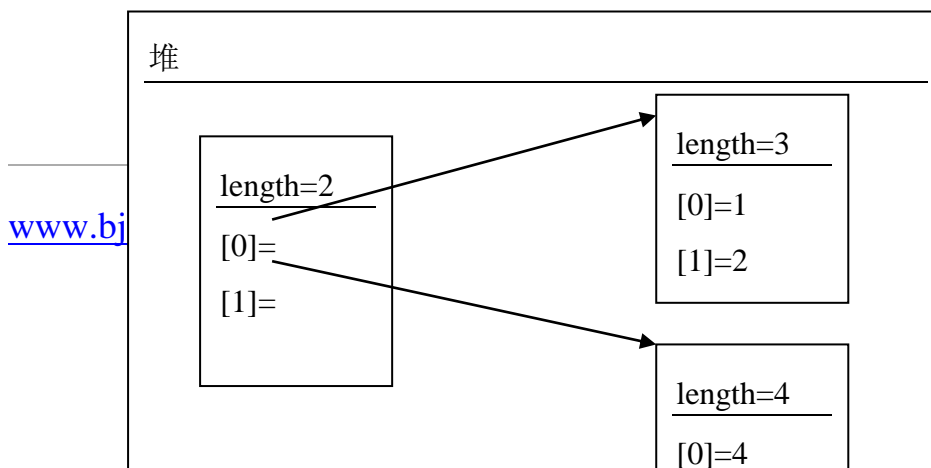 堆
length=2
[0]=
[1]=
length=3
[0]=1
[1]=2
length=4
[0]=4
www.bj